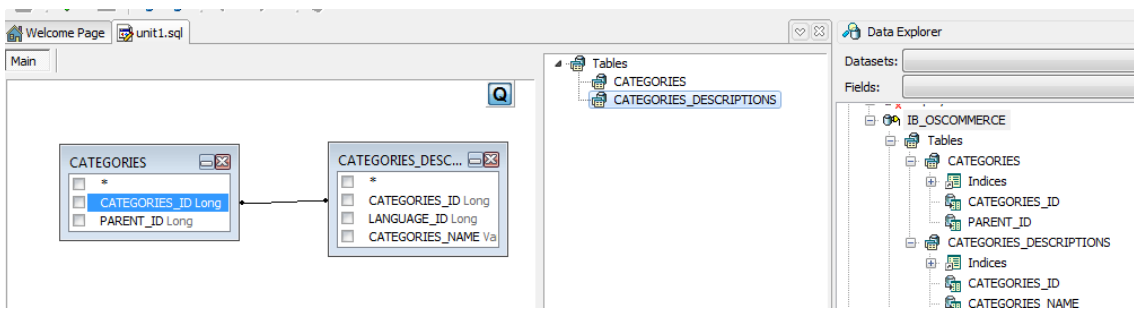 Welcome Page unit1.sql
Main
Q
CATEGORIES
*
CATEGORIES_ID Long
PARENT_ID Long
CATEGORIES_DESC...
*
CATEGORIES_ID Long
LANGUAGE_ID Long
CATEGORIES_NAME Va
Tables
CATEGORIES
CATEGORIES_DESCRIPTIONS
Data Explorer
Datasets:
Fields:
IB_OSCOMMERCE
Tables
CATEGORIES
Indices
CATEGORIES_ID
PARENT_ID
CATEGORIES_DESCRIPTIONS
Indices
CATEGORIES_ID
CATEGORIES_NAME